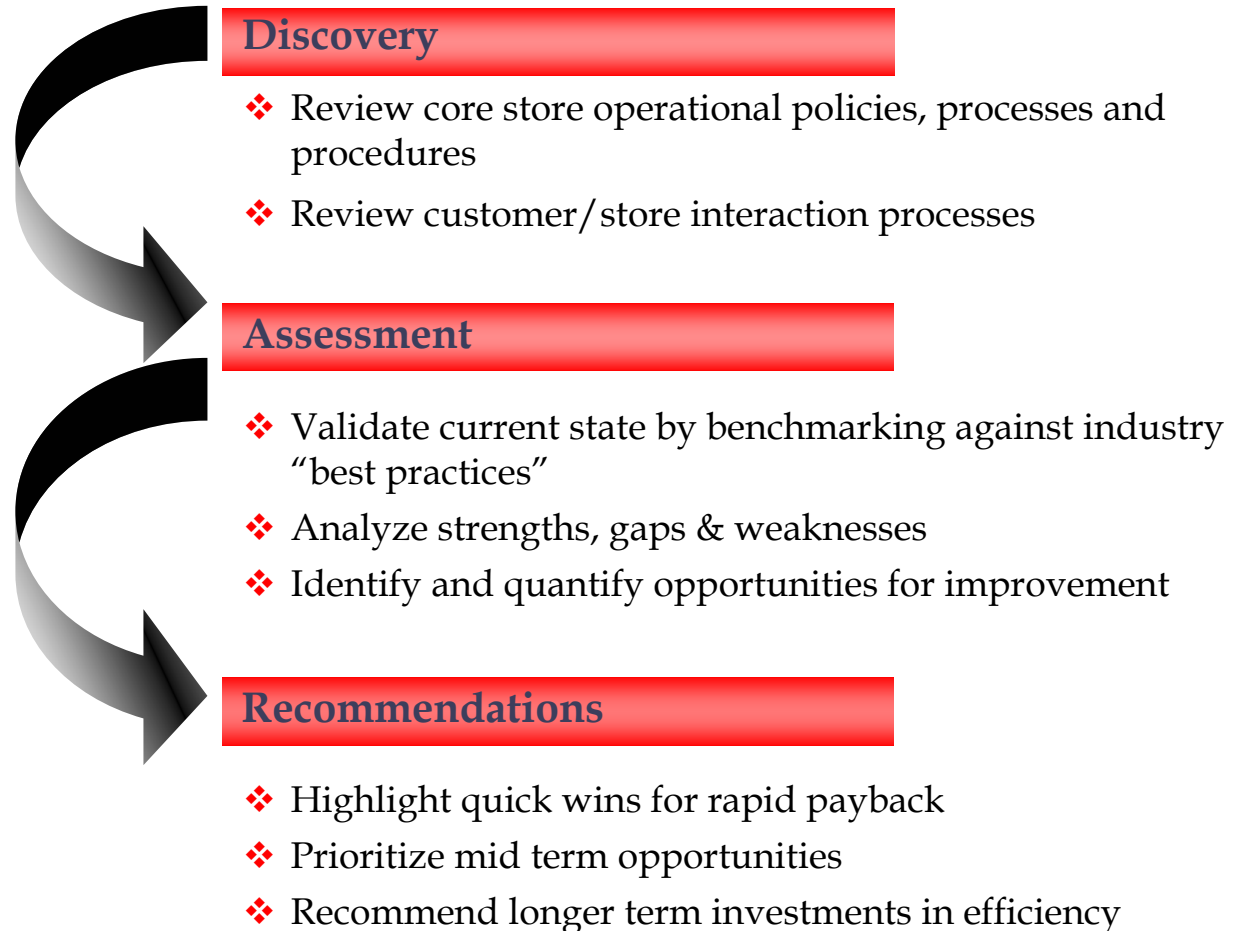 Discovery
❖ Review core store operational policies, processes and
procedures
❖ Review customer/store interaction processes
Assessment
❖ Validate current state by benchmarking against industry
“best practices”
❖ Analyze strengths, gaps & weaknesses
❖ Identify and quantify opportunities for improvement
Recommendations
❖ Highlight quick wins for rapid payback
❖ Prioritize mid term opportunities
❖ Recommend longer term investments in efficiency